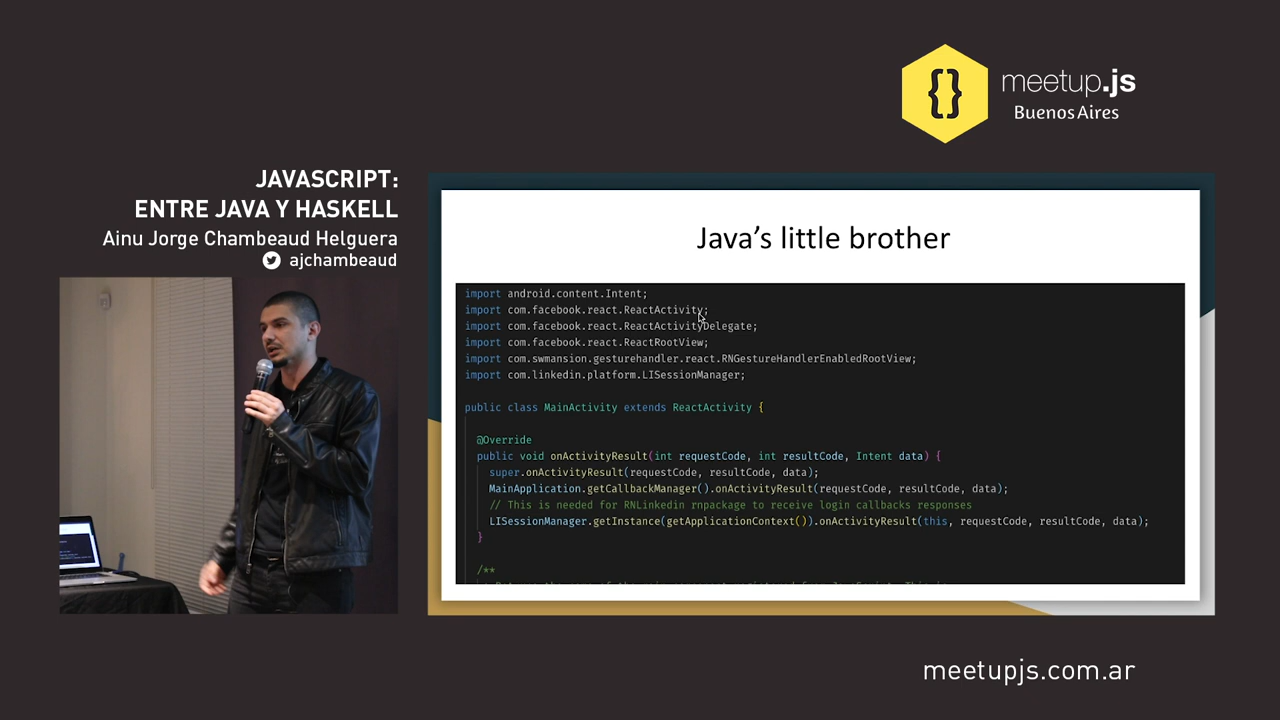 {}
meetup.js
Buenos Aires
JAVASCRIPT:
ENTRE JAVA Y HASKELL
Ainu Jorge Chambeaud Helguera
ajchambeaud
Java's little brother
import android.content.Intent;
import com.facebook.react.ReactActivity;
import com.facebook.react.ReactActivityDelegate;
import com.facebook.react.ReactRootView;
import com.swmansion.gesturehandler.react.RNGestureHandlerEnabledRootView;
import com.linkedin.platform.LISessionManager;
public class MainActivity extends ReactActivity {
@Override
public void onActivityResult(int requestCode, int resultCode, Intent data) {
super.onActivityResult(requestCode, resultCode, data);
MainApplication.getCallbackManager().onActivityResult(requestCode, resultCode, data);
// This is needed for RNLinkedin rnpackage to receive login callbacks responses
LISessionManager.getInstance(getApplicationContext()).onActivityResult(this, requestCode, resultCode, data);
}
/**
meetupjs.com.ar